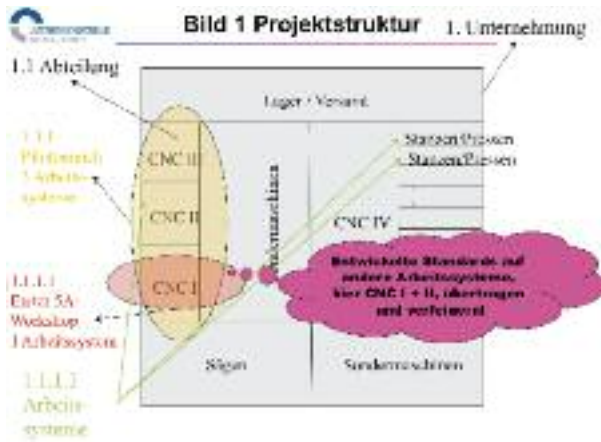 Bild 1 Projektstruktur
1. Unternehmung
1.1 Abteilung
Lager / Versand
1.1.1
Pilotbereich
3 Arbeits-
systeme
CNC III
CNC II
CNC I
Stanzen/Pressen
Stanzen/Pressen
CNC IV
Entwickelte Standards auf
andere Arbeitssysteme,
hier CNC I + II, übertragen
und verfeinern!
1.1.1.1
Erster 5A-
Workshop
1 Arbeitssystem
1.1.1.2
Arbeits-
systeme
Sägen
Sondermaschinen